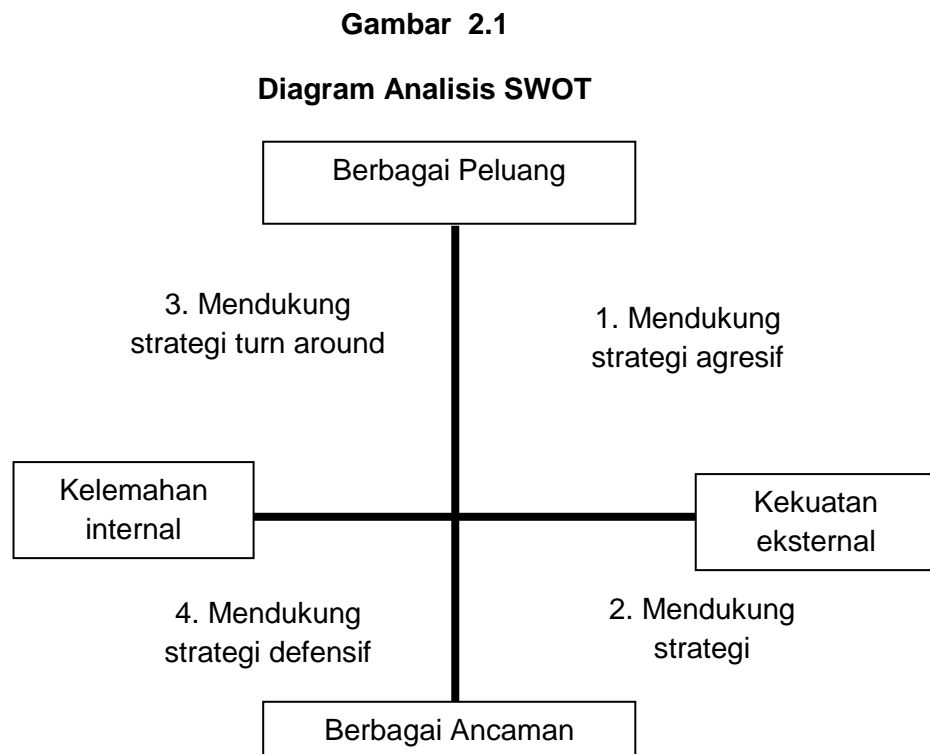 Gambar 2.1
Diagram Analisis SWOT
Berbagai Peluang
3. Mendukung
strategi turn around
1. Mendukung
strategi agresif
Kelemahan
internal
Kekuatan
eksternal
4. Mendukung
strategi defensif
2. Mendukung
strategi
Berbagai Ancaman